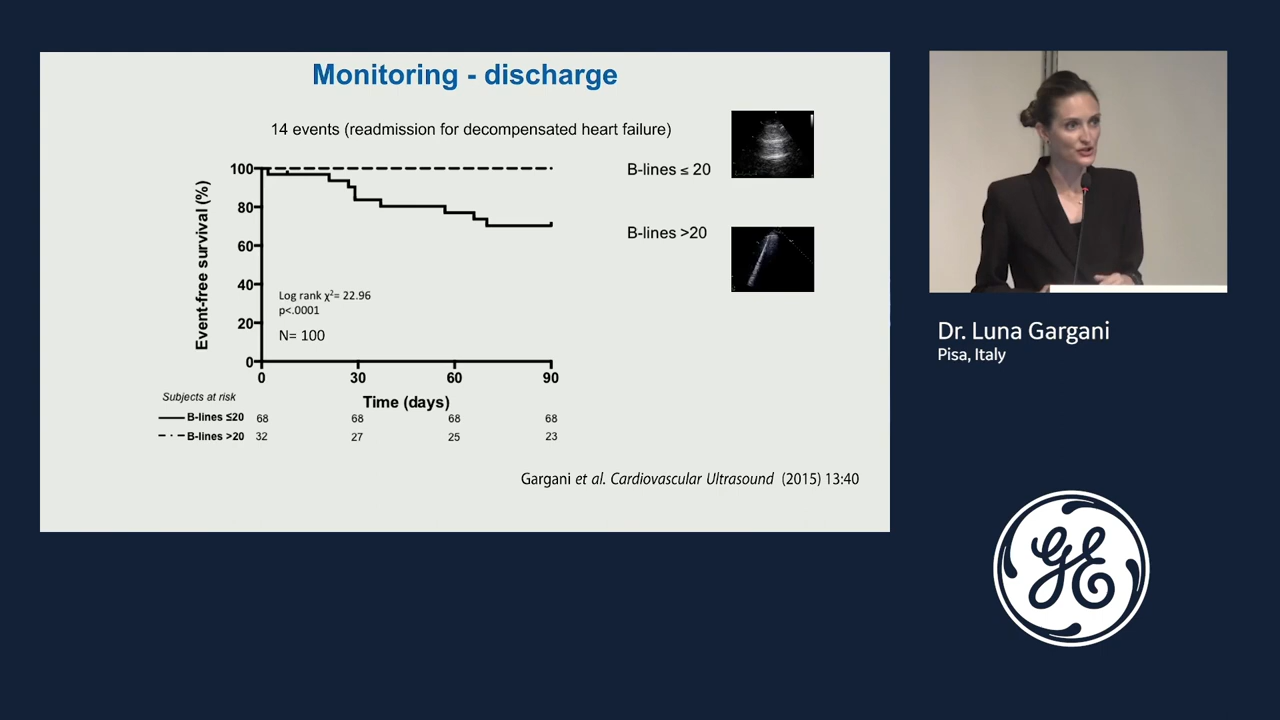 Monitoring - discharge
14 events (readmission for decompensated heart failure)
B-lines ≤ 20
B-lines >20
Event-free survival (%)
100
80
60
40
20
0
Log rank χ²= 22.96
p<.0001
N= 100
0 30 60 90
Time (days)
Subjects at risk
B-lines ≤20 68 68 68 68
B-lines >20 32 27 25 23
Gargani et al. Cardiovascular Ultrasound (2015) 13:40
Dr. Luna Gargani
Pisa, Italy
GE